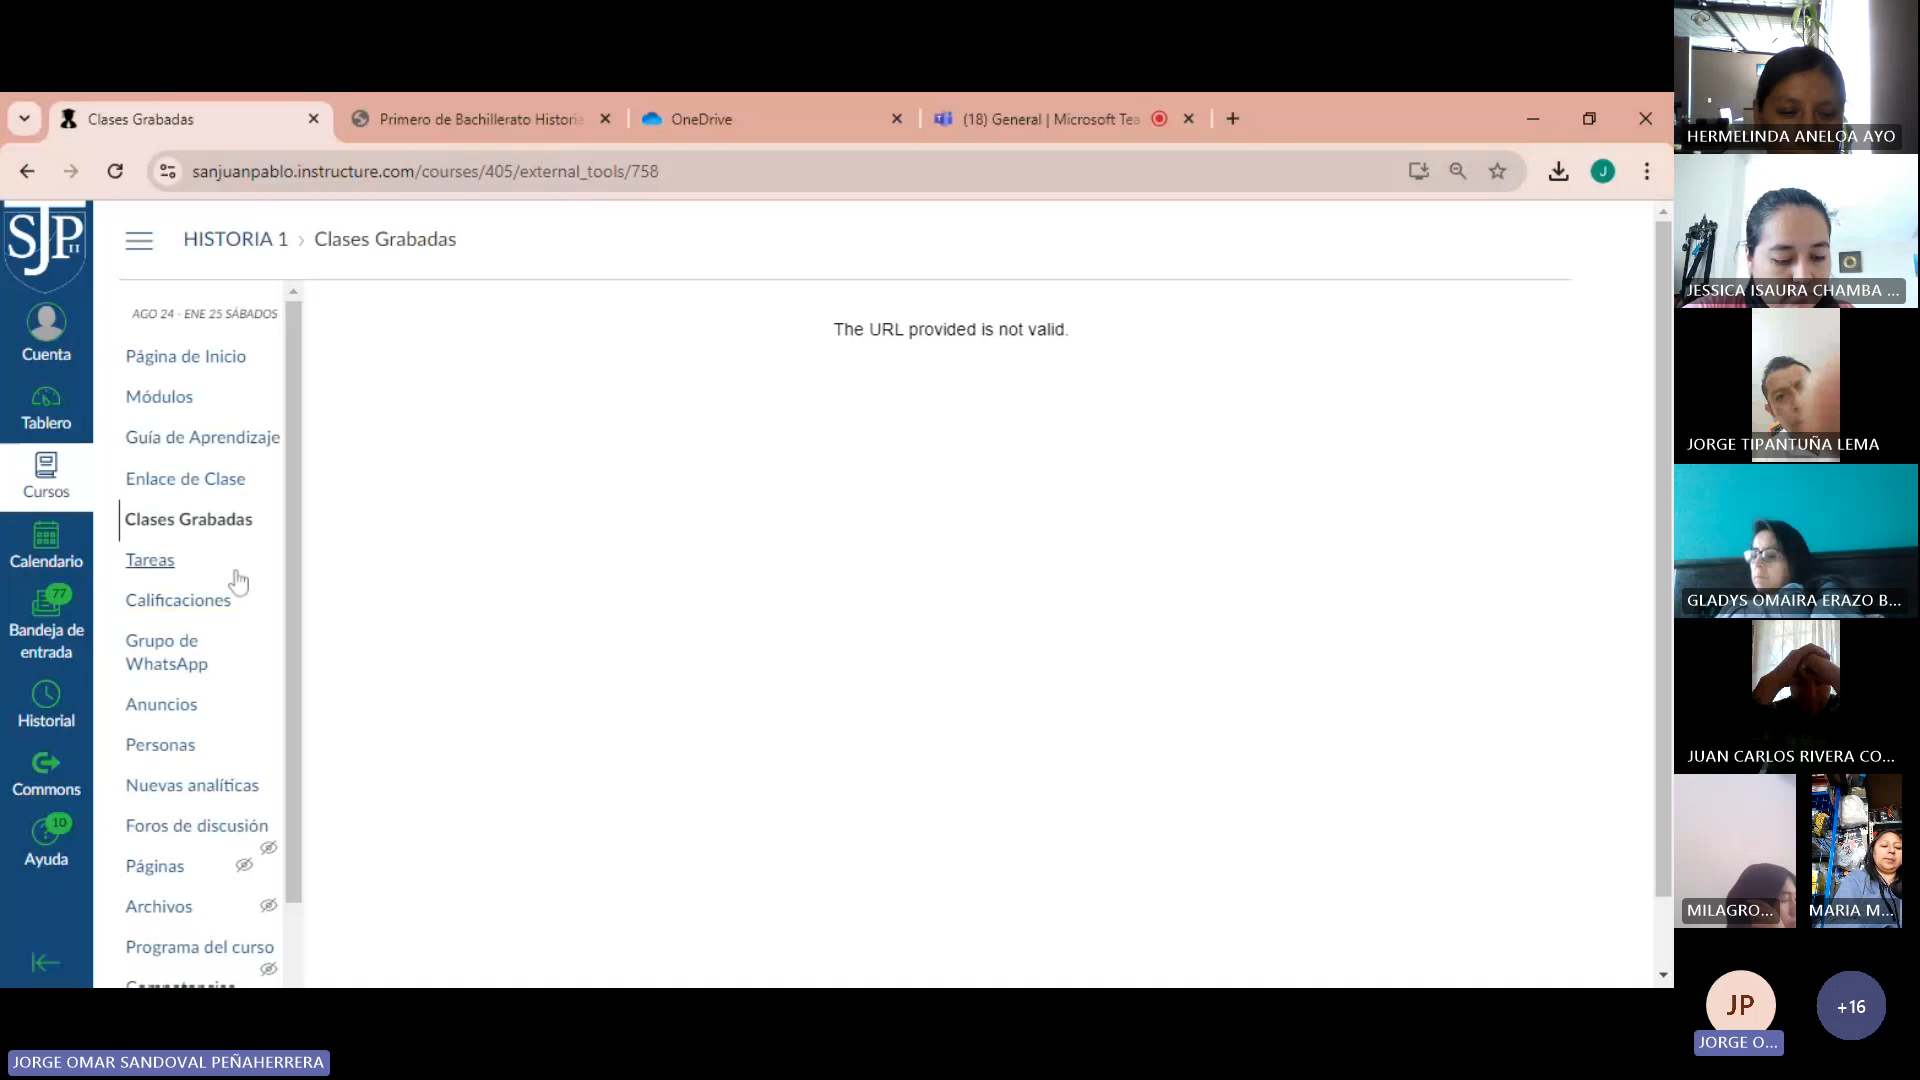 Clases Grabadas
Primero de Bachillerato Historia
OneDrive
(18) General | Microsoft Tea
sanjuanpablo.instructure.com/courses/405/external_tools/758
J
SJP II
HISTORIA 1 › Clases Grabadas
AGO 24 - ENE 25 SÁBADOS
The URL provided is not valid.
Cuenta
Tablero
Cursos
Calendario
77
Bandeja de
entrada
Historial
Commons
10
Ayuda
Página de Inicio
Módulos
Guía de Aprendizaje
Enlace de Clase
Clases Grabadas
Tareas
Calificaciones
Grupo de
WhatsApp
Anuncios
Personas
Nuevas analíticas
Foros de discusión
Páginas
Archivos
Programa del curso
HERMELINDA ANELOA AYO
JESSICA ISAURA CHAMBA ...
JORGE TIPANTUÑA LEMA
GLADYS OMAIRA ERAZO B...
JUAN CARLOS RIVERA CO...
MILAGRO...
MARIA M...
JP
JORGE O...
+16
JORGE OMAR SANDOVAL PEÑAHERRERA